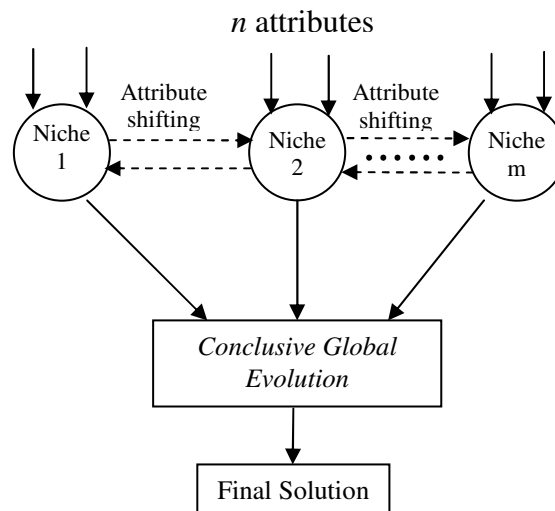 n attributes
Attribute
shifting
Attribute
shifting
Niche
1
Niche
2
Niche
m
Conclusive Global
Evolution
Final Solution